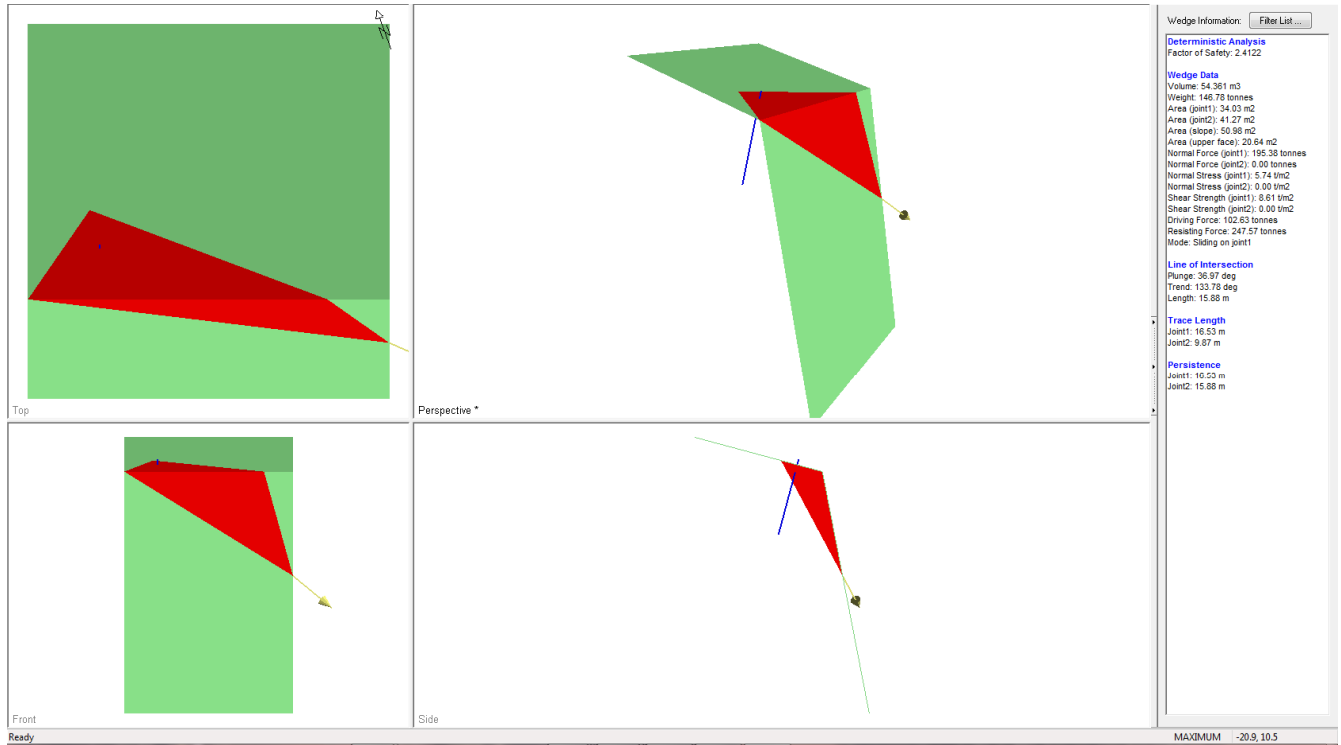 N
Top
Perspective *
Front
Side
Wedge Information:
Filter List ...
Deterministic Analysis
Factor of Safety: 2.4122
Wedge Data
Volume: 54.361 m3
Weight: 146.78 tonnes
Area (joint1): 34.03 m2
Area (joint2): 41.27 m2
Area (slope): 50.98 m2
Area (upper face): 20.64 m2
Normal Force (joint1): 195.38 tonnes
Normal Force (joint2): 0.00 tonnes
Normal Stress (joint1): 5.74 t/m2
Normal Stress (joint2): 0.00 t/m2
Shear Strength (joint1): 8.61 t/m2
Shear Strength (joint2): 0.00 t/m2
Driving Force: 102.63 tonnes
Resisting Force: 247.57 tonnes
Mode: Sliding on joint1
Line of Intersection
Plunge: 36.97 deg
Trend: 133.78 deg
Length: 15.88 m
Trace Length
Joint1: 16.53 m
Joint2: 9.87 m
Persistence
Joint1: 16.53 m
Joint2: 15.88 m
Ready
MAXIMUM -20.9, 10.5